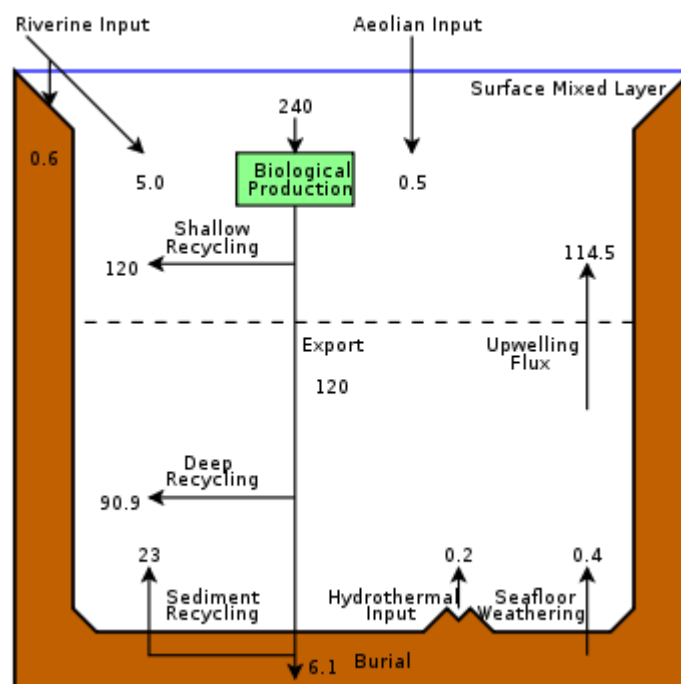 Riverine Input
Aeolian Input
Surface Mixed Layer
240
0.6
5.0
Biological
Production
0.5
Shallow
Recycling
120
114.5
Export
120
Upwelling
Flux
Deep
Recycling
90.9
23
0.2
0.4
Sediment
Recycling
Hydrothermal
Input
Seafloor
Weathering
6.1
Burial